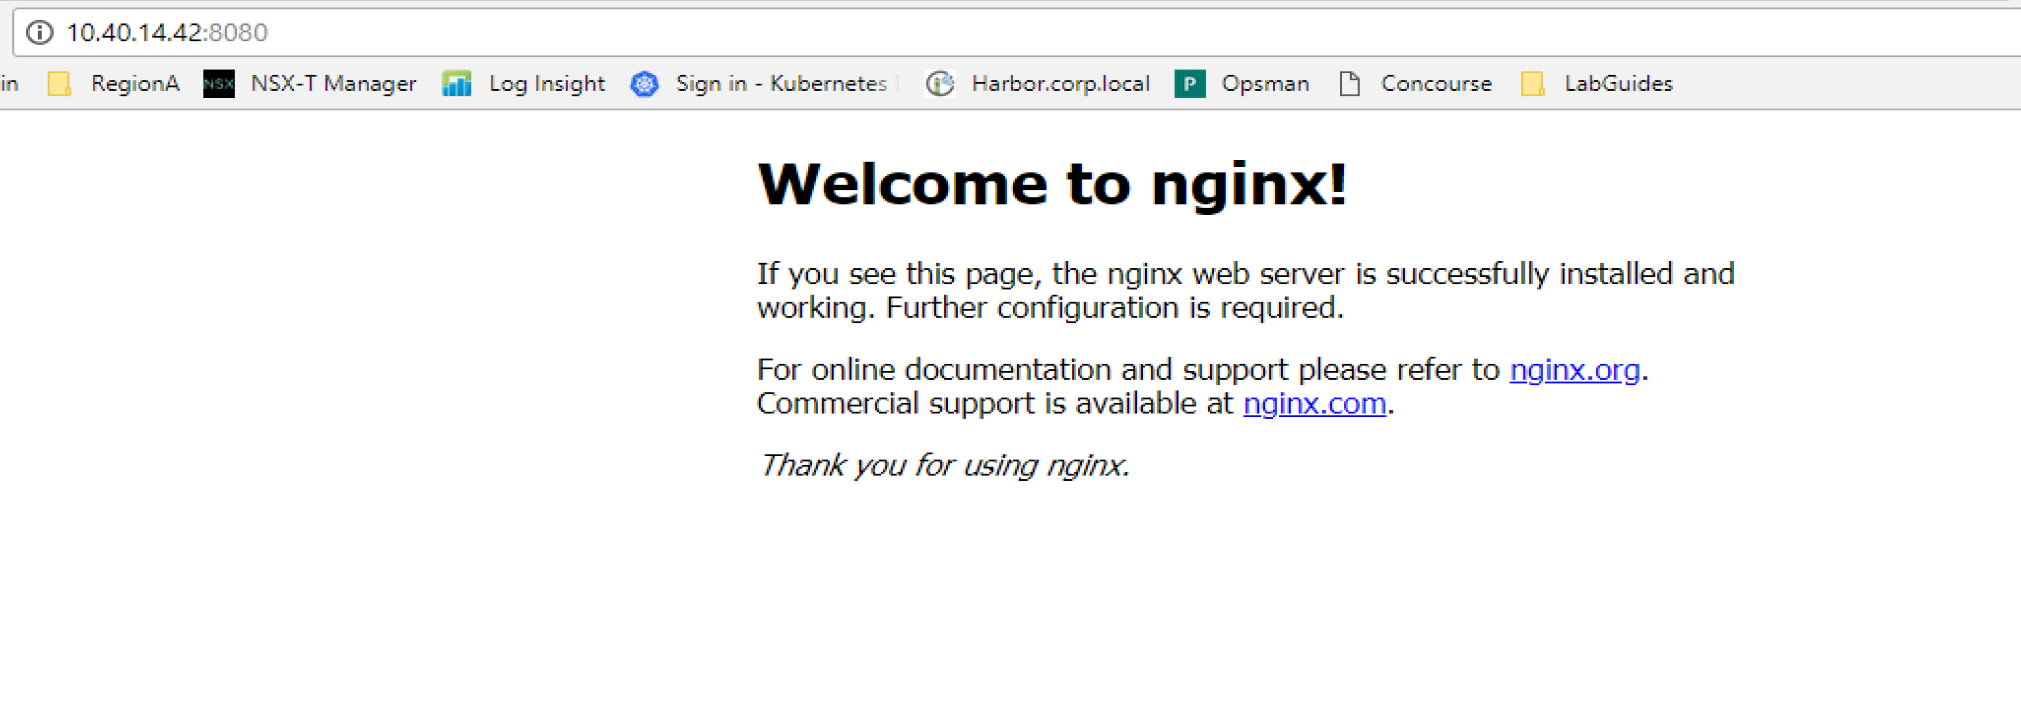 10.40.14.42:8080
in RegionA NSX NSX-T Manager Log Insight Sign in - Kubernetes Harbor.corp.local P Opsman Concourse LabGuides
Welcome to nginx!
If you see this page, the nginx web server is successfully installed and
working. Further configuration is required.
For online documentation and support please refer to nginx.org.
Commercial support is available at nginx.com.
Thank you for using nginx.